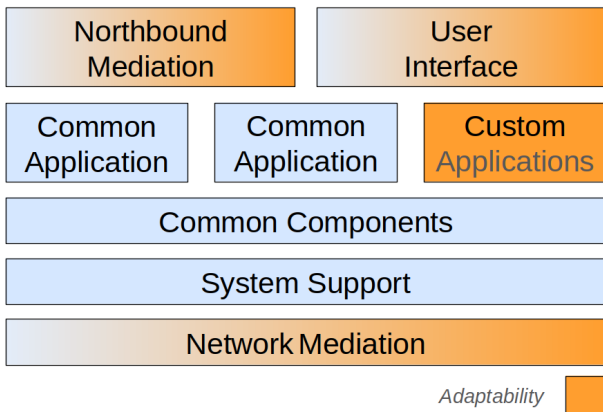 Northbound
Mediation
User
Interface
Common
Application
Common
Application
Custom
Applications
Common Components
System Support
Network Mediation
Adaptability